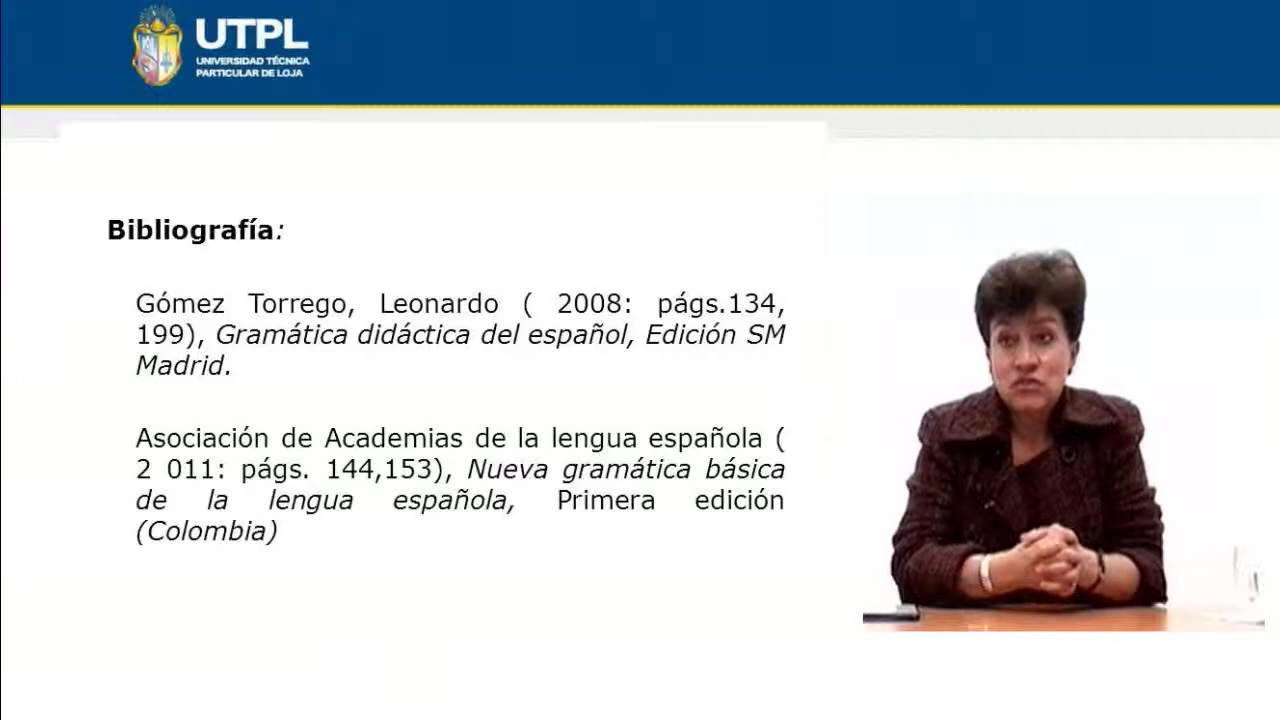 UTPL
UNIVERSIDAD TÉCNICA
PARTICULAR DE LOJA
Bibliografía:
Gómez Torrego, Leonardo ( 2008: págs.134,
199), Gramática didáctica del español, Edición SM
Madrid.
Asociación de Academias de la lengua española (
2 011: págs. 144,153), Nueva gramática básica
de la lengua española, Primera edición
(Colombia)